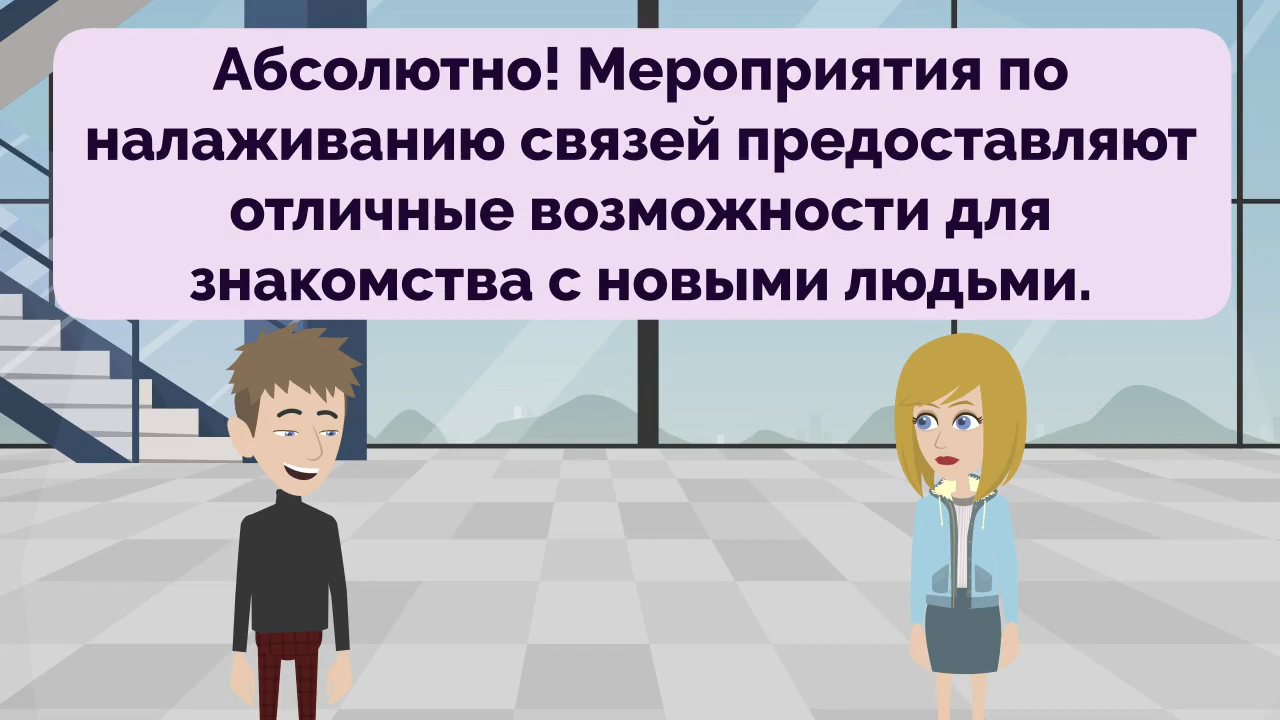 Абсолютно! Мероприятия по
налаживанию связей предоставляют
отличные возможности для
знакомства с новыми людьми.